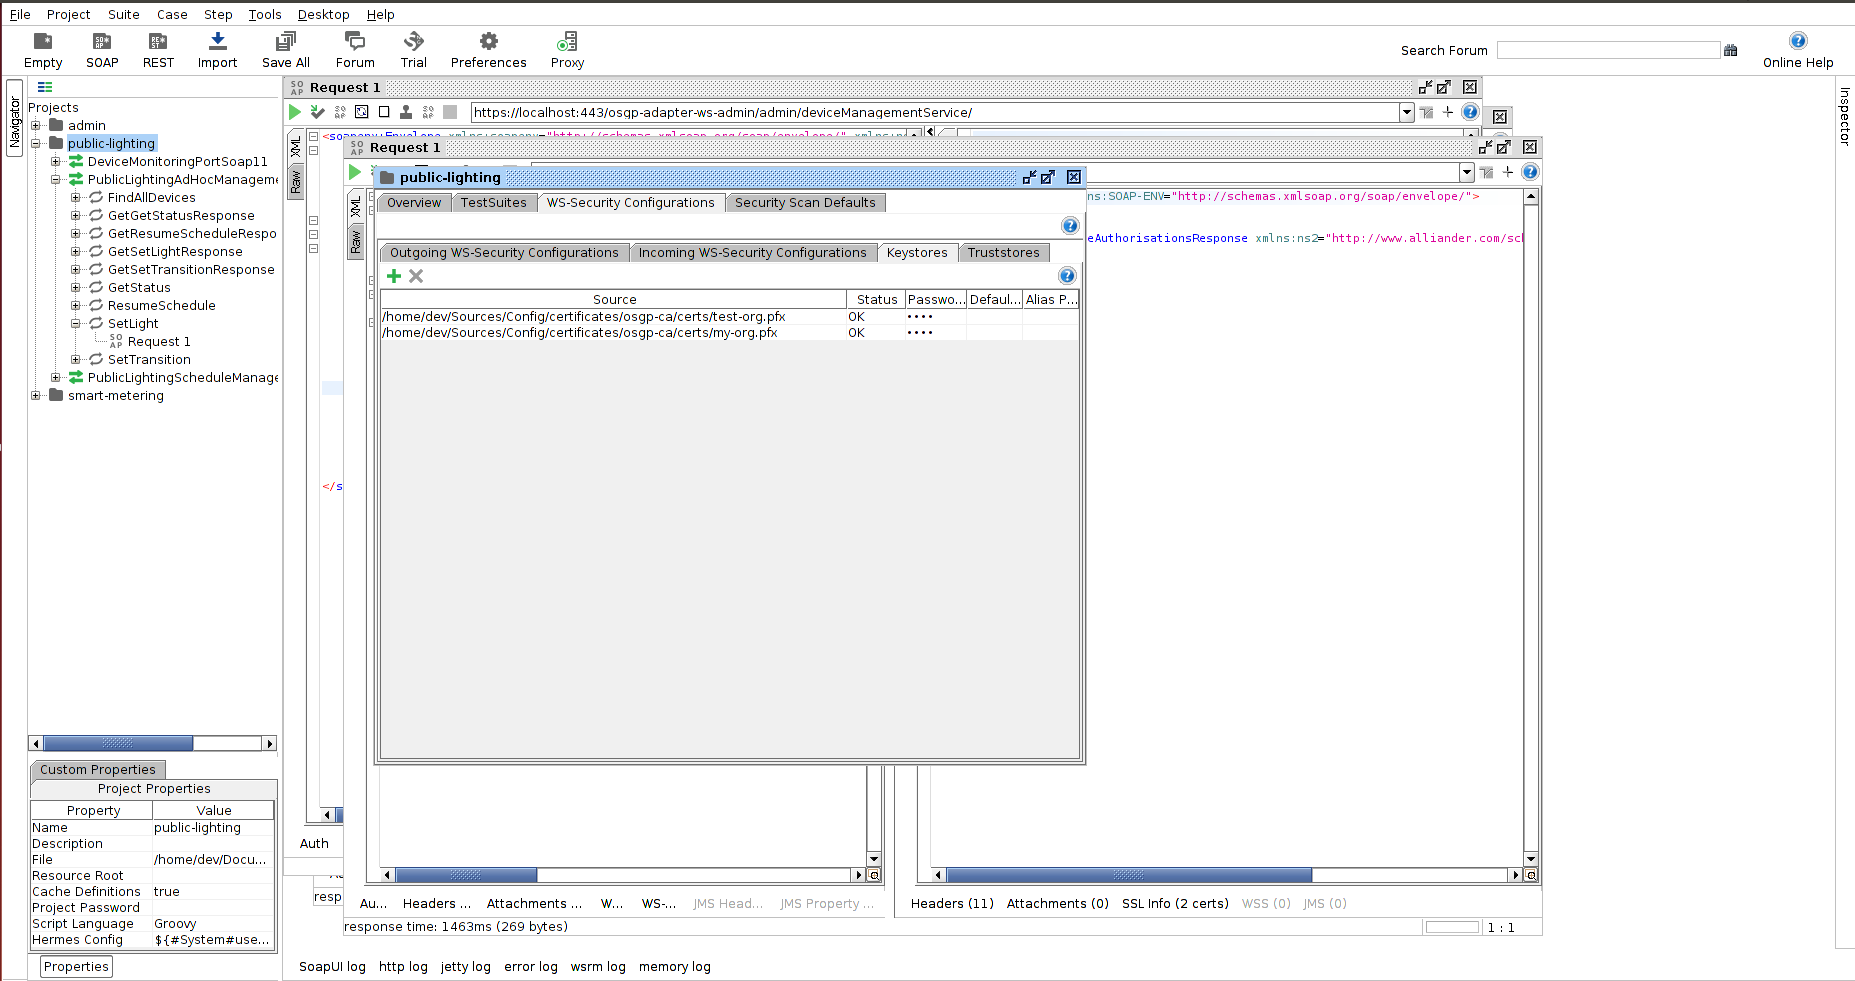 File Project Suite Case Step Tools Desktop Help
Empty SOAP REST Import Save All Forum Trial Preferences Proxy
Search Forum
Online Help
Navigator
Projects
admin
public-lighting
DeviceMonitoringPortSoap11
PublicLightingAdHocManageme
FindAllDevices
GetGetStatusResponse
GetResumeScheduleRespo
GetSetLightResponse
GetSetTransitionResponse
GetStatus
ResumeSchedule
SetLight
Request 1
SetTransition
PublicLightingScheduleManage
smart-metering
Custom Properties
Project Properties
Property Value
Name public-lighting
Description
File /home/dev/Docu...
Resource Root
Cache Definitions true
Project Password
Script Language Groovy
Hermes Config ${#System#use...
Properties
Request 1
https://localhost:443/osgp-adapter-ws-admin/admin/deviceManagementService/
XML
Raw
</s
Auth
resp
Request 1
XML
Raw
ns:SOAP-ENV="http://schemas.xmlsoap.org/soap/envelope/">
eAuthorisationsResponse xmlns:ns2="http://www.alliander.com/sch
public-lighting
Overview TestSuites WS-Security Configurations Security Scan Defaults
Outgoing WS-Security Configurations Incoming WS-Security Configurations Keystores Truststores
Source Status Passwo... Defaul... Alias P...
/home/dev/Sources/Config/certificates/osgp-ca/certs/test-org.pfx OK ••••
/home/dev/Sources/Config/certificates/osgp-ca/certs/my-org.pfx OK ••••
Au... Headers ... Attachments ... W... WS-... JMS Head... JMS Property ...
Headers (11) Attachments (0) SSL Info (2 certs) WSS (0) JMS (0)
response time: 1463ms (269 bytes)
1 : 1
SoapUI log http log jetty log error log wsrm log memory log
Inspector